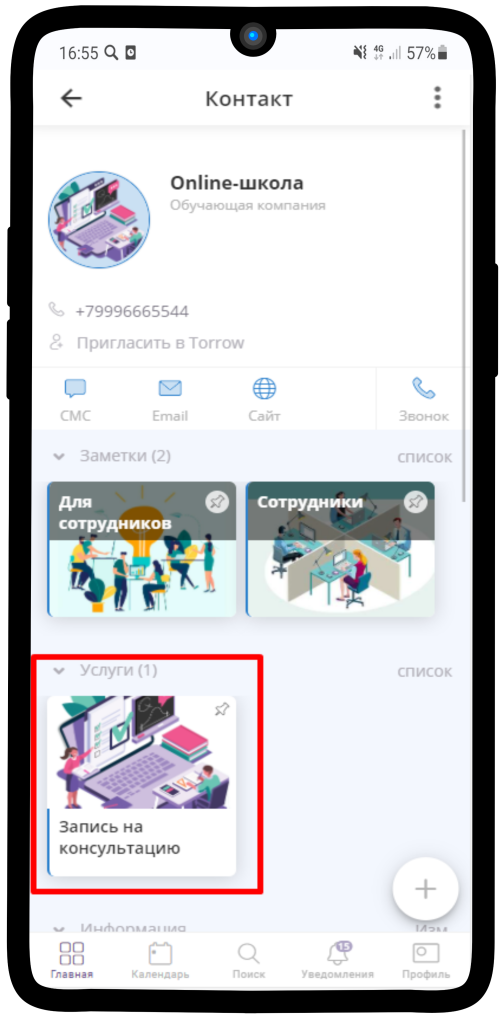 16:55 4G 57%
Контакт
Online-школа
Обучающая компания
+79996665544
Пригласить в Torrow
СМС Email Сайт Звонок
Заметки (2) список
Для
сотрудников
Сотрудники
Услуги (1) список
Запись на
консультацию
Информация Изм
15
Главная Календарь Поиск Уведомления Профиль